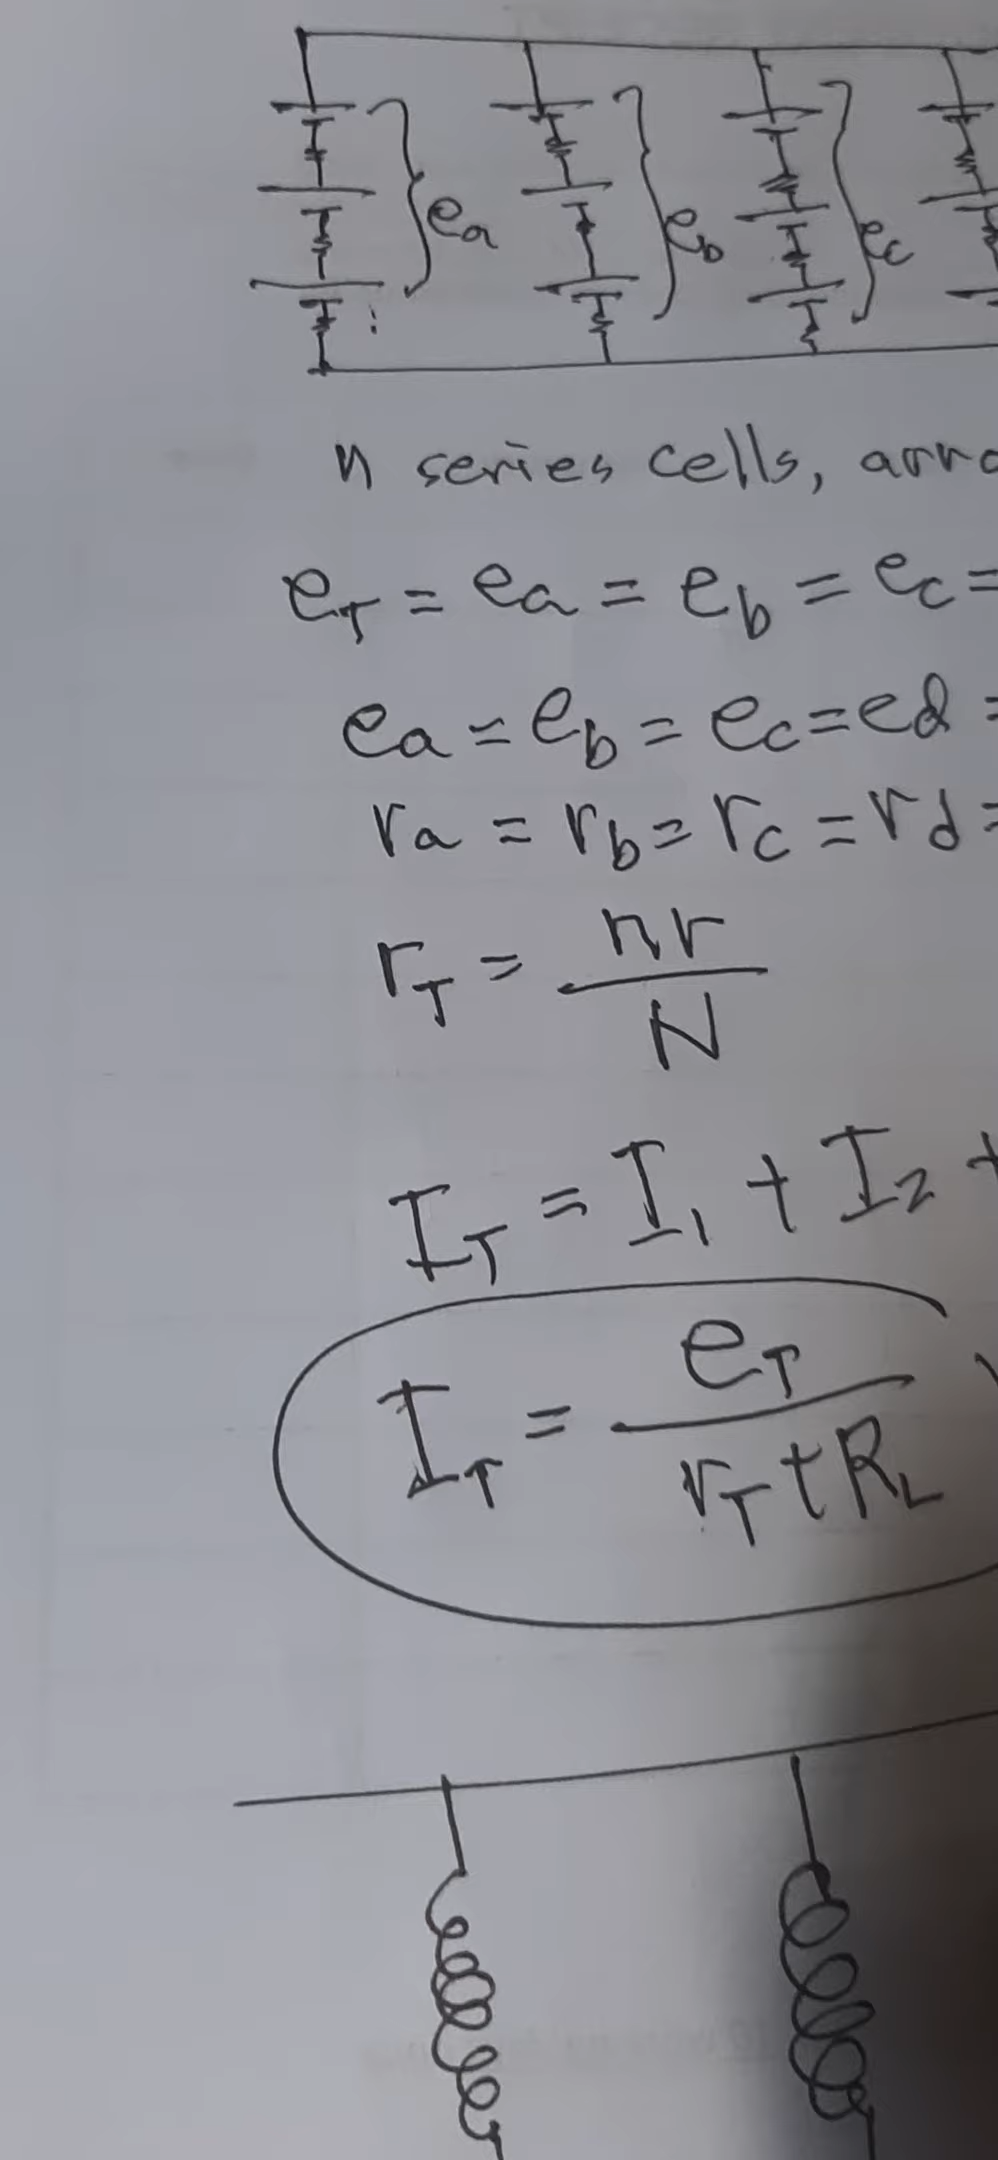 ea eb ec
n series cells,
eT = ea = eb = ec =
ea = eb = ec = ed =
ra = rb = rc = rd =
rT = nr / N
IT = I1 + I2 +
IT = eT / rT + RL